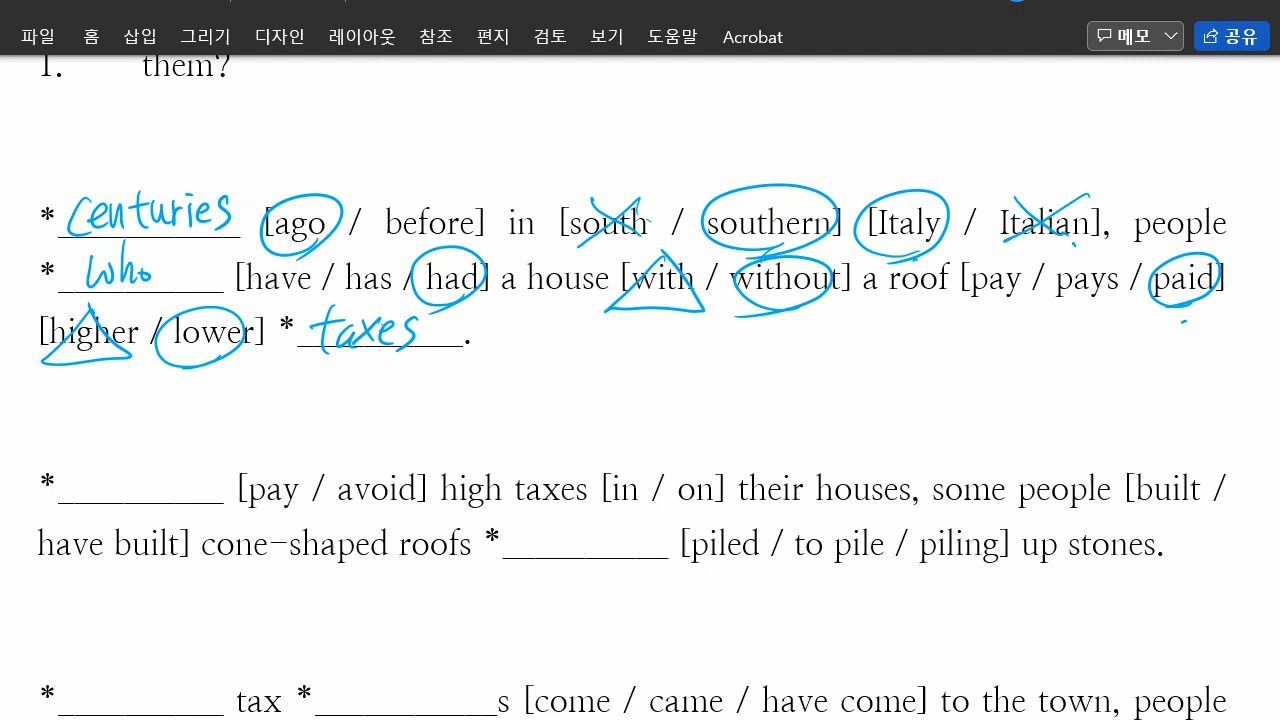 파일 홈 삽입 그리기 디자인 레이아웃 참조 편지 검토 보기 도움말 Acrobat 메모 공유
1. them?
* centuries [ago / before] in [south / southern] [Italy / Italian], people
* who [have / has / had] a house [with / without] a roof [pay / pays / paid]
[higher / lower] * taxes.
*__________ [pay / avoid] high taxes [in / on] their houses, some people [built /
have built] cone-shaped roofs *__________ [piled / to pile / piling] up stones.
*__________ tax *___________s [come / came / have come] to the town, people